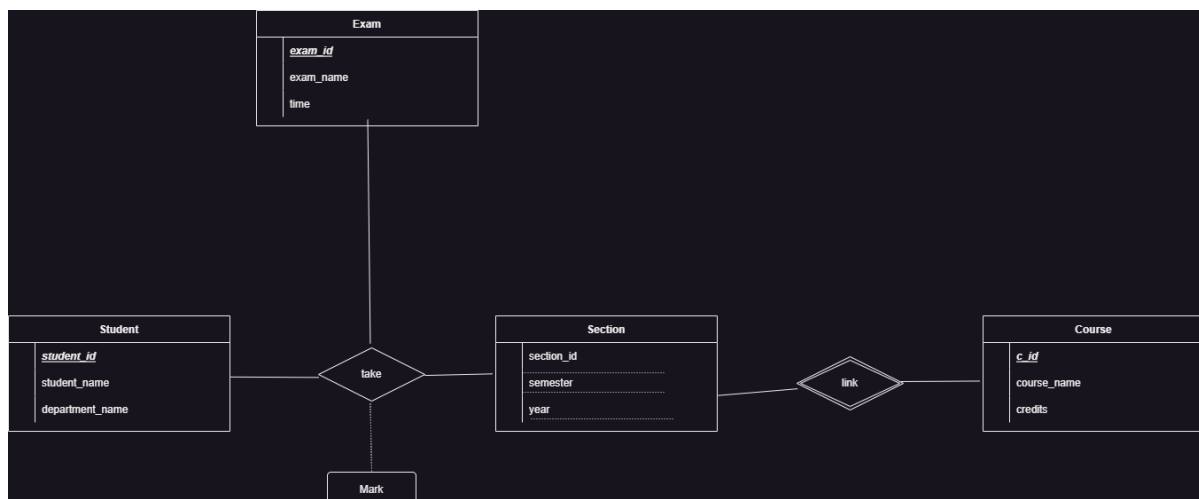 Exam
exam_id
exam_name
time
Student
student_id
student_name
department_name
take
Section
section_id
semester
year
link
Course
c_id
course_name
credits
Mark